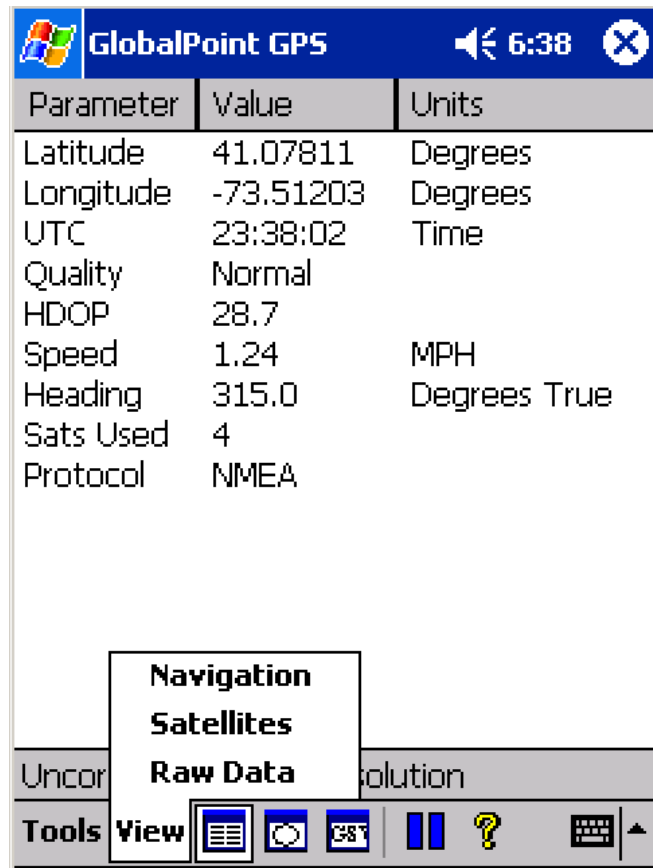 GlobalPoint GPS 6:38
Parameter Value Units
Latitude 41.07811 Degrees
Longitude -73.51203 Degrees
UTC 23:38:02 Time
Quality Normal
HDOP 28.7
Speed 1.24 MPH
Heading 315.0 Degrees True
Sats Used 4
Protocol NMEA
Navigation
Satellites
Raw Data
Tools View ?